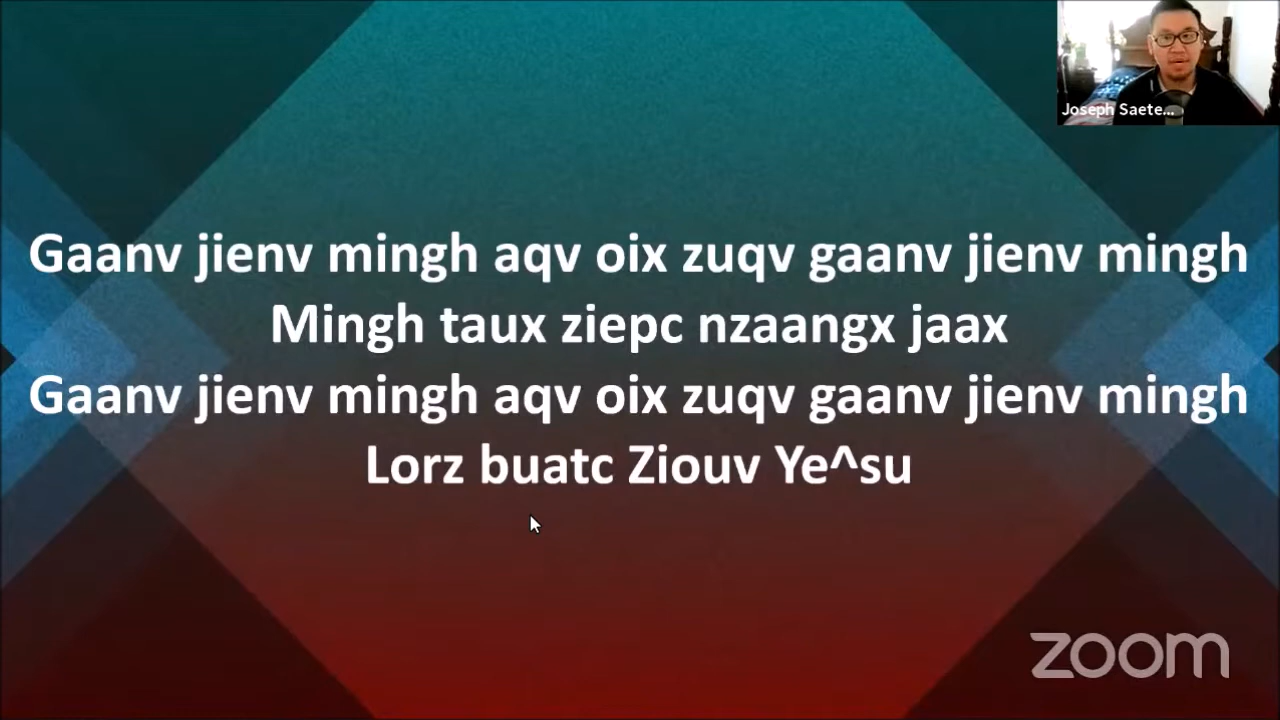 Joseph Saete...
Gaanv jienv mingh aqv oix zuqv gaanv jienv mingh
Mingh taux ziepc nzaangx jaax
Gaanv jienv mingh aqv oix zuqv gaanv jienv mingh
Lorz buatc Ziouv Ye^su
zoom